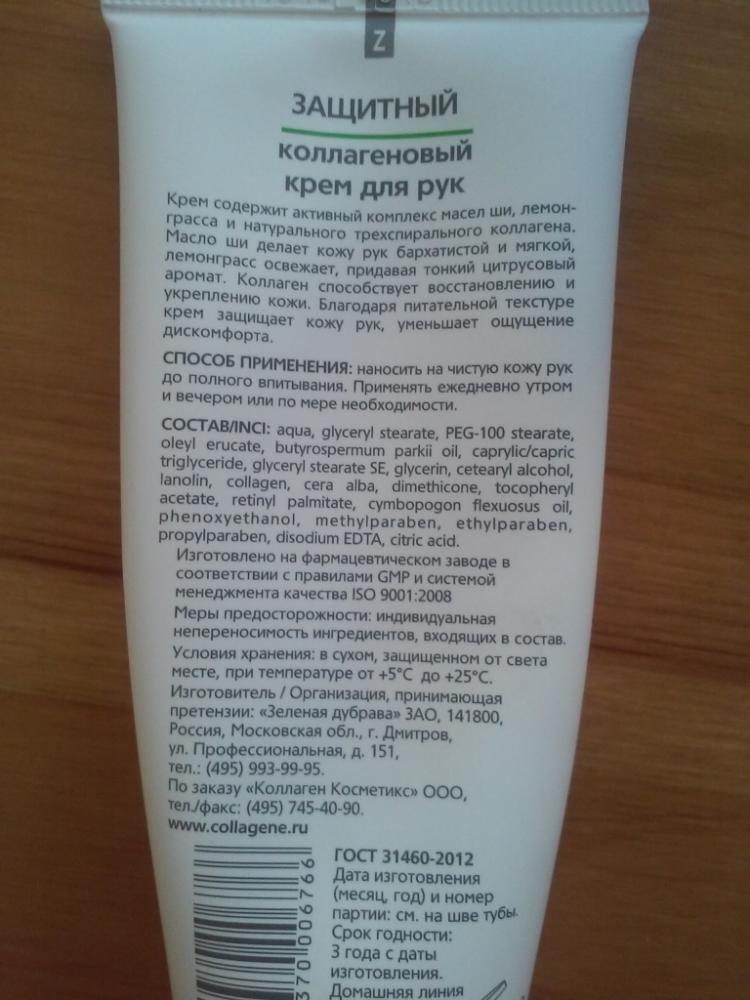 Z
ЗАЩИТНЫЙ
коллагеновый
крем для рук
Крем содержит активный комплекс масел ши, лемон-
грасса и натурального трехспирального коллагена.
Масло ши делает кожу рук бархатистой и мягкой,
лемонграсс освежает, придавая тонкий цитрусовый
аромат. Коллаген способствует восстановлению и
укреплению кожи. Благодаря питательной текстуре
крем защищает кожу рук, уменьшает ощущение
дискомфорта.
СПОСОБ ПРИМЕНЕНИЯ: наносить на чистую кожу рук
до полного впитывания. Применять ежедневно утром
и вечером или по мере необходимости.
СОСТАВ/INCI: aqua, glyceryl stearate, PEG-100 stearate,
oleyl erucate, butyrospermum parkii oil, caprylic/capric
triglyceride, glyceryl stearate SE, glycerin, cetearyl alcohol,
lanolin, collagen, cera alba, dimethicone, tocopheryl
acetate, retinyl palmitate, cymbopogon flexuosus oil,
phenoxyethanol, methylparaben, ethylparaben,
propylparaben, disodium EDTA, citric acid.
Изготовлено на фармацевтическом заводе в
соответствии с правилами GMP и системой
менеджмента качества ISO 9001:2008
Меры предосторожности: индивидуальная
непереносимость ингредиентов, входящих в состав.
Условия хранения: в сухом, защищенном от света
месте, при температуре от +5°С до +25°С.
Изготовитель / Организация, принимающая
претензии: «Зеленая дубрава» ЗАО, 141800,
Россия, Московская обл., г. Дмитров,
ул. Профессиональная, д. 151,
тел.: (495) 993-99-95.
По заказу «Коллаген Косметикс» ООО,
тел./факс: (495) 745-40-90.
www.collagene.ru
370006766
ГОСТ 31460-2012
Дата изготовления
(месяц, год) и номер
партии: см. на шве тубы.
Срок годности:
3 года с даты
изготовления.
Домашняя линия